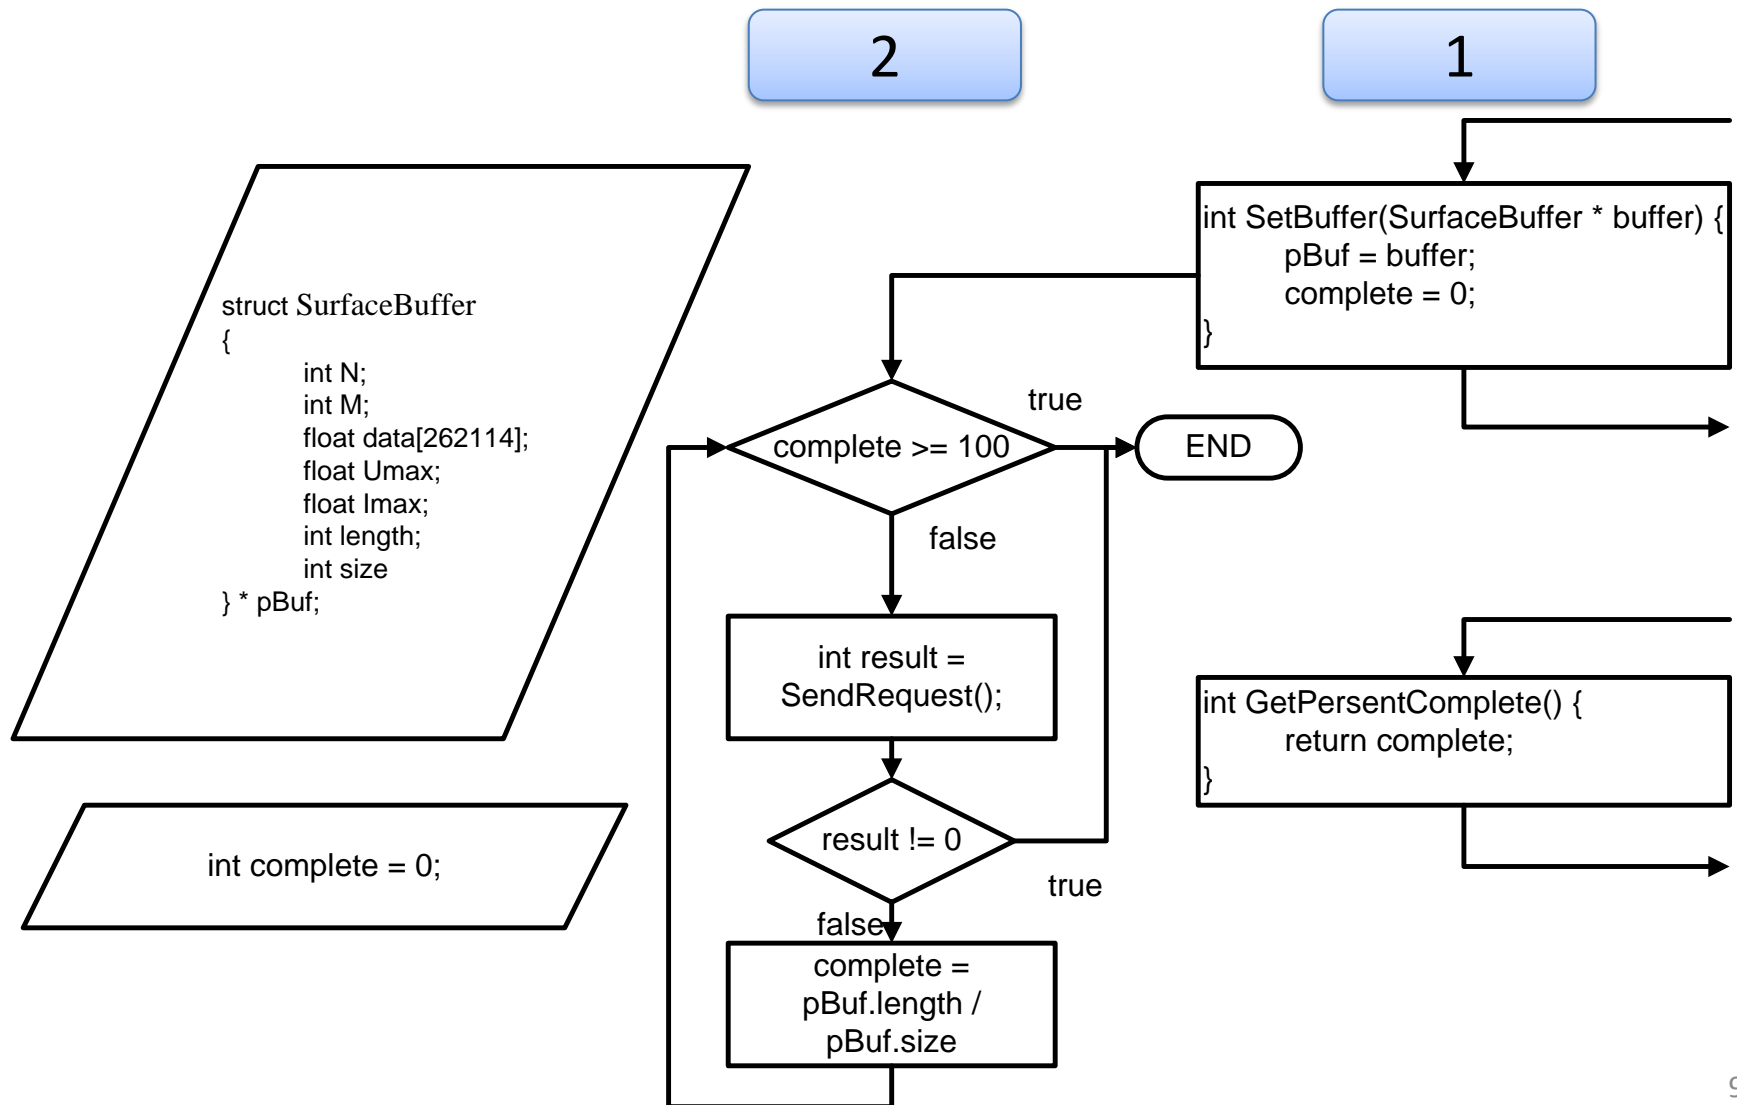 2
1
struct SurfaceBuffer
{
int N;
int M;
float data[262114];
float Umax;
float Imax;
int length;
int size
} * pBuf;
int complete = 0;
complete >= 100
true
false
END
int result =
SendRequest();
result != 0
true
false
complete =
pBuf.length /
pBuf.size
int SetBuffer(SurfaceBuffer * buffer) {
pBuf = buffer;
complete = 0;
}
int GetPersentComplete() {
return complete;
}
9